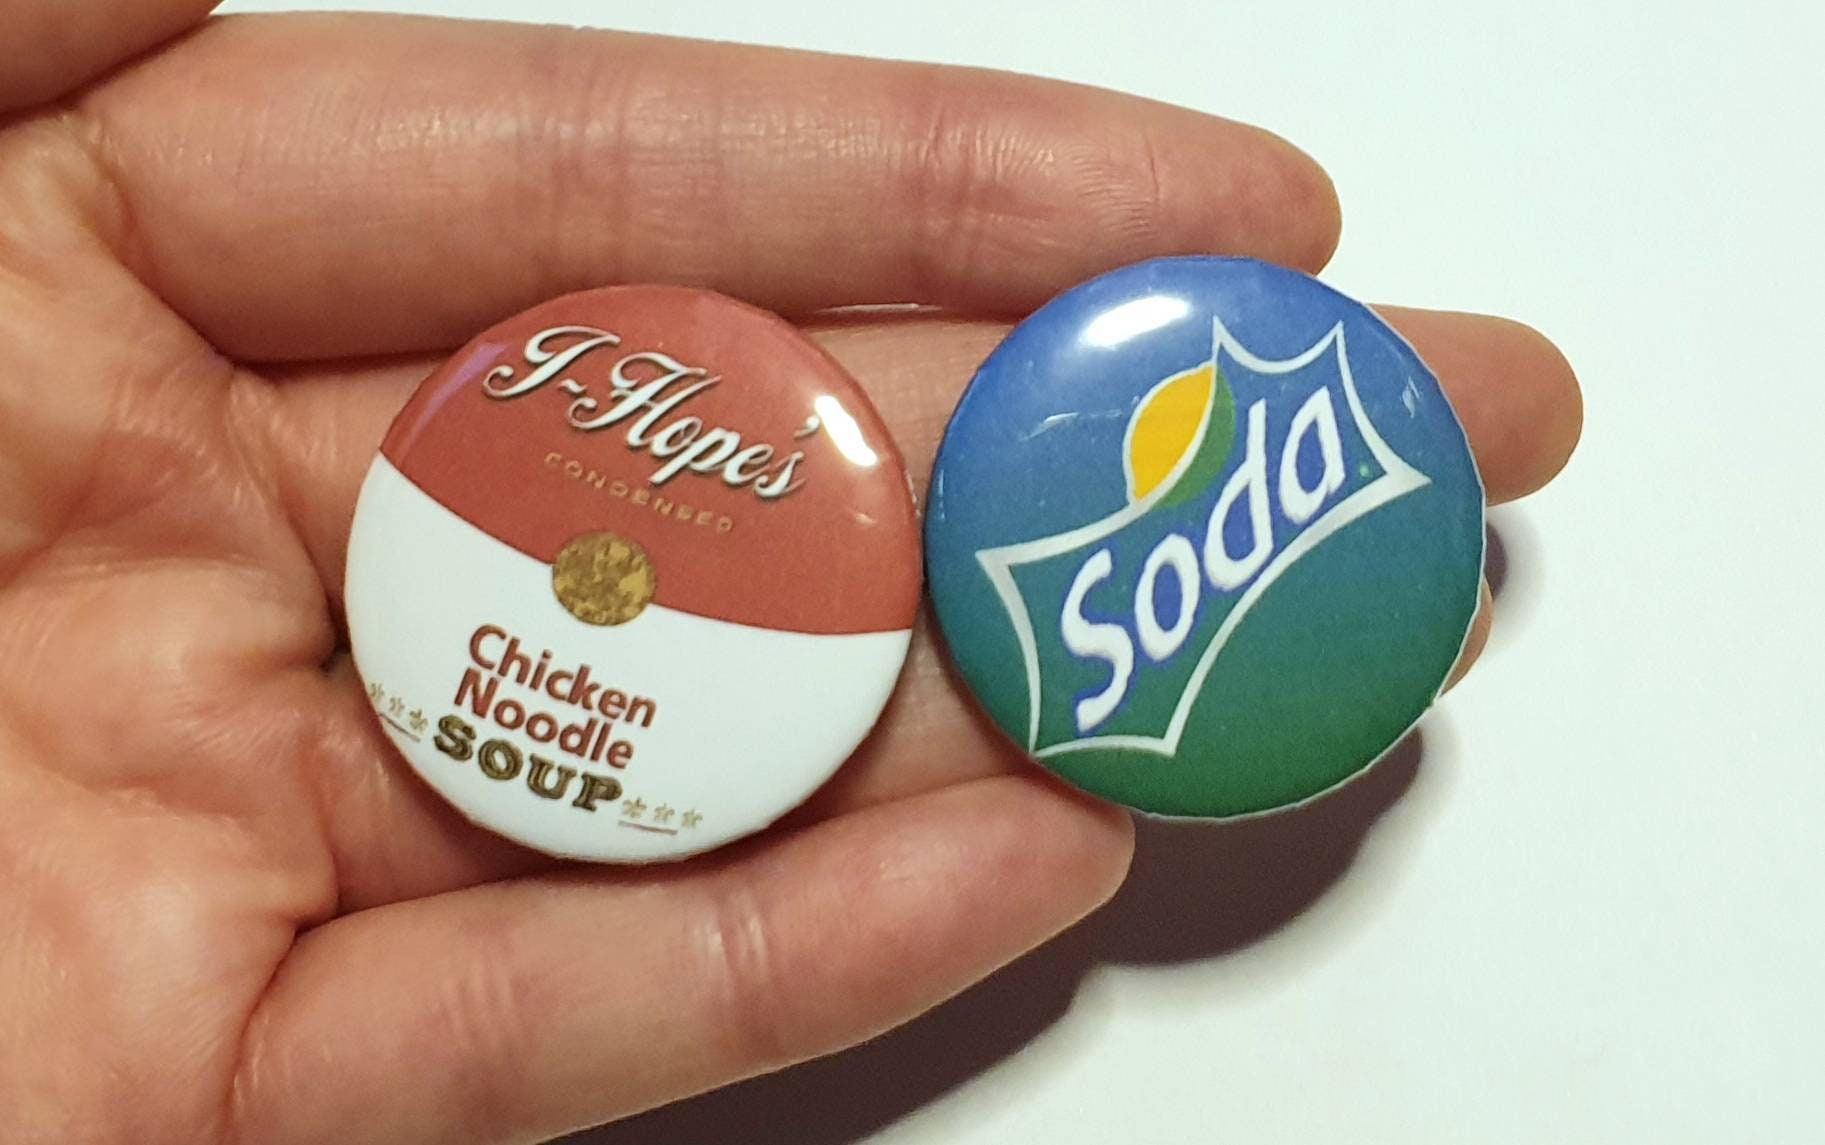 J-Hope's
CONDENSED
Chicken
Noodle
SOUP
Soda